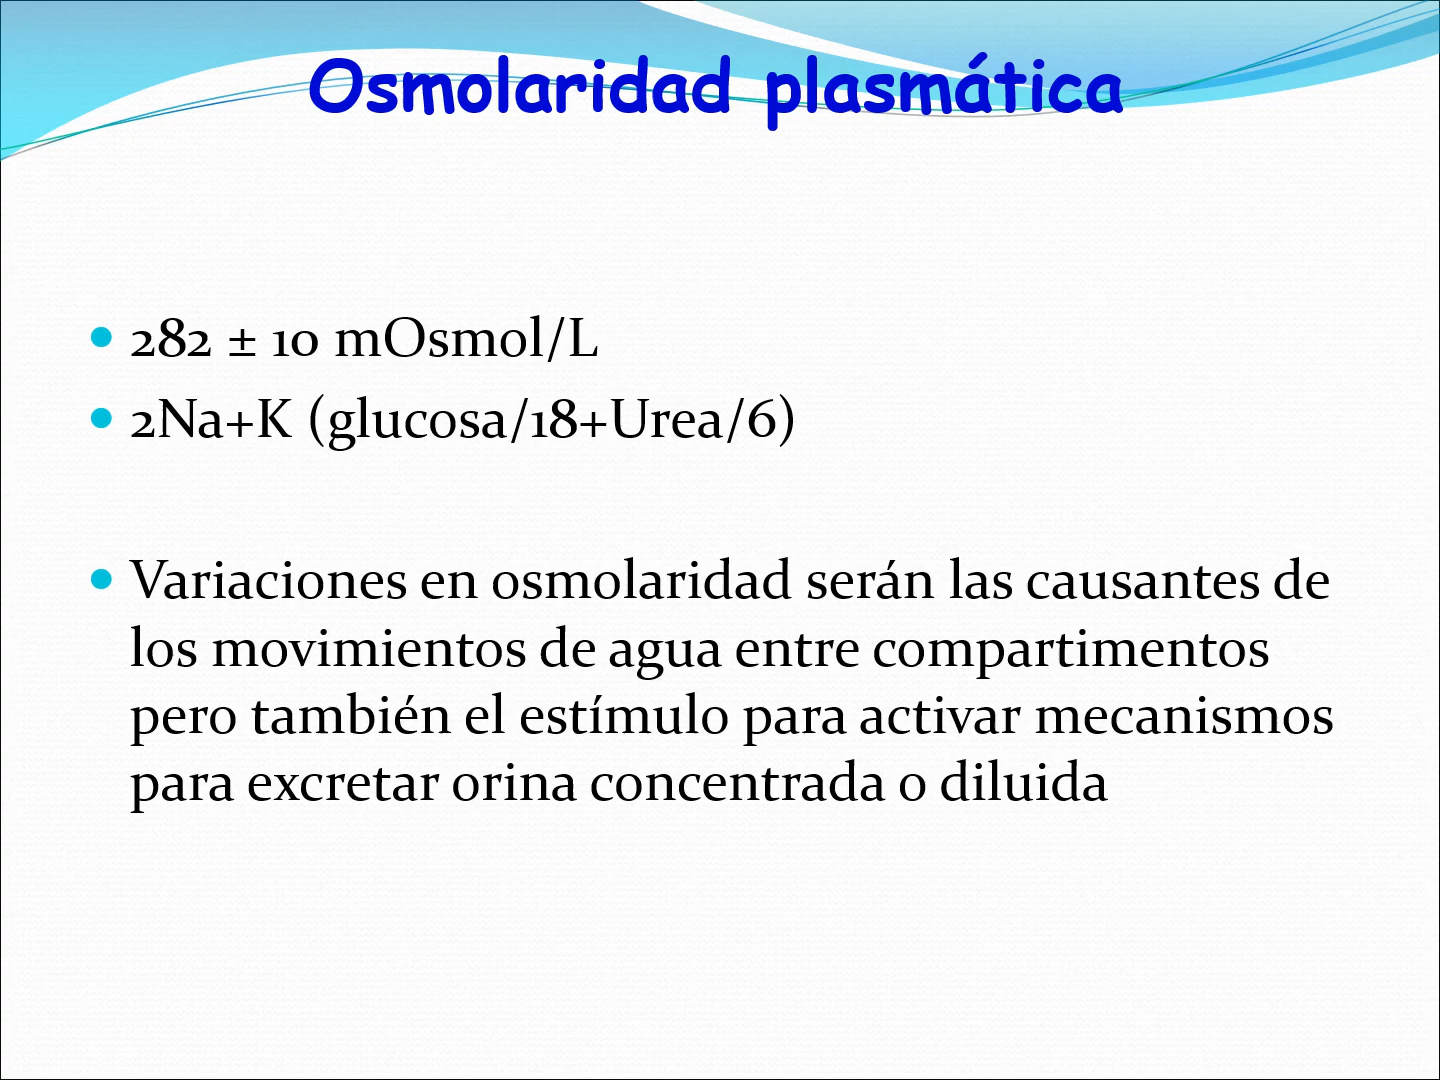 Osmolaridad plasmática
• 282 ± 10 mOsmol/L
• 2Na+K (glucosa/18+Urea/6)
• Variaciones en osmolaridad serán las causantes de
los movimientos de agua entre compartimentos
pero también el estímulo para activar mecanismos
para excretar orina concentrada o diluida